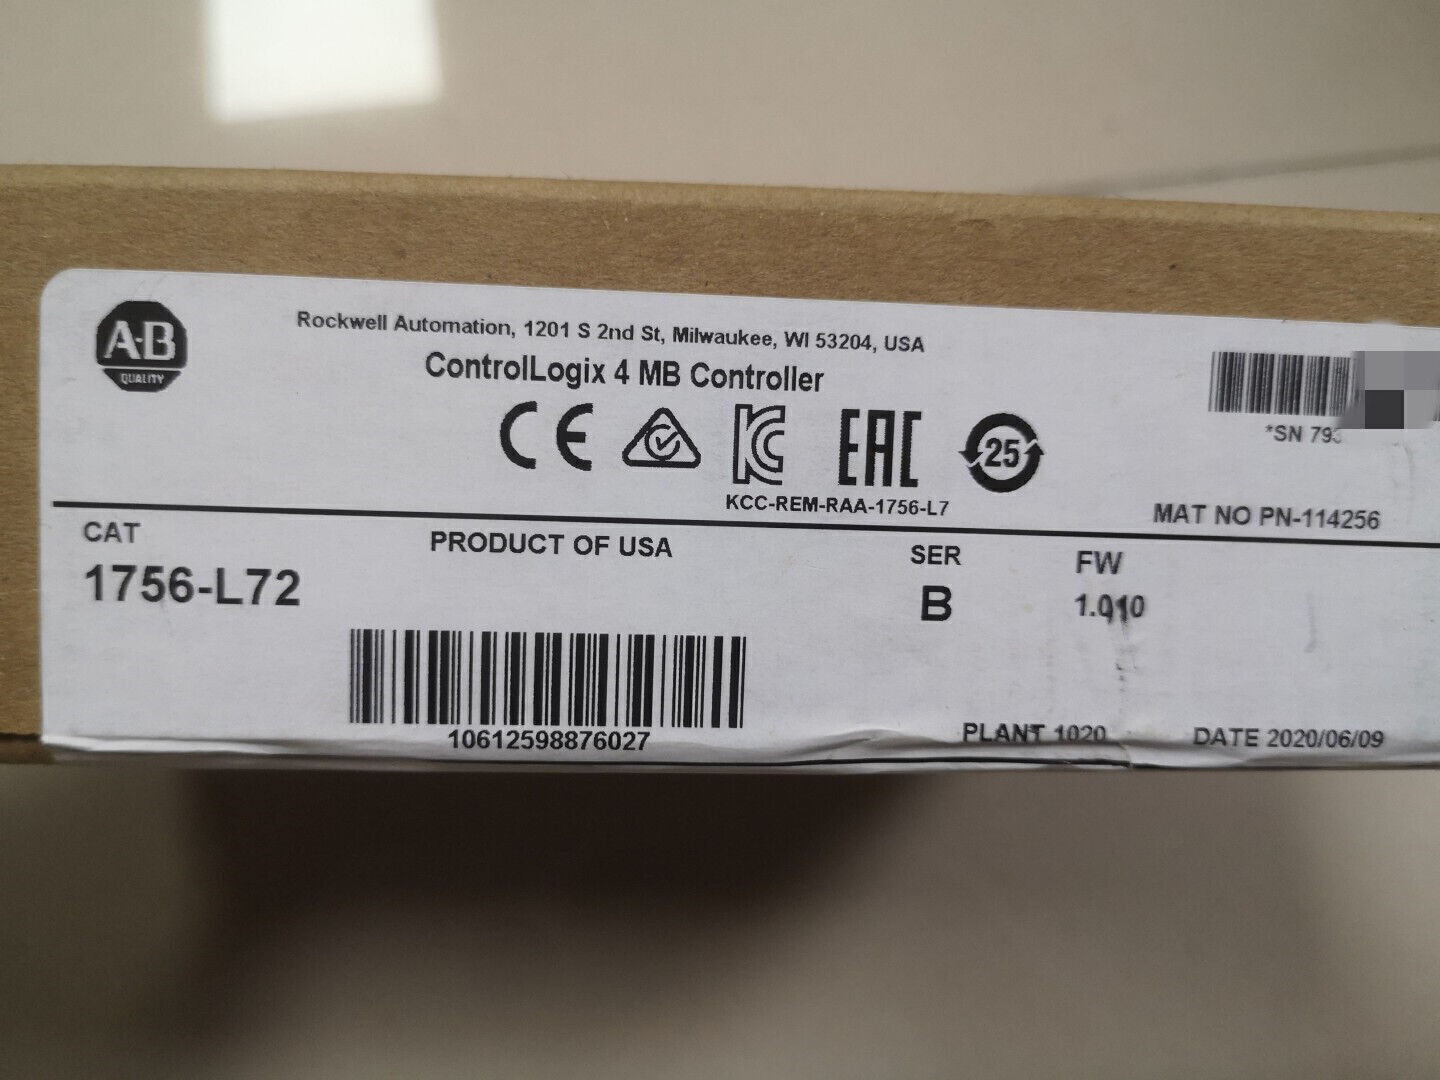 A-B
QUALITY
Rockwell Automation, 1201 S 2nd St, Milwaukee, WI 53204, USA
ControlLogix 4 MB Controller
CE KC EAC 25
KCC-REM-RAA-1756-L7
*SN 793
MAT NO PN-114256
CAT
PRODUCT OF USA
SER
FW
1756-L72
B
1.010
10612598876027
PLANT 1020
DATE 2020/06/09